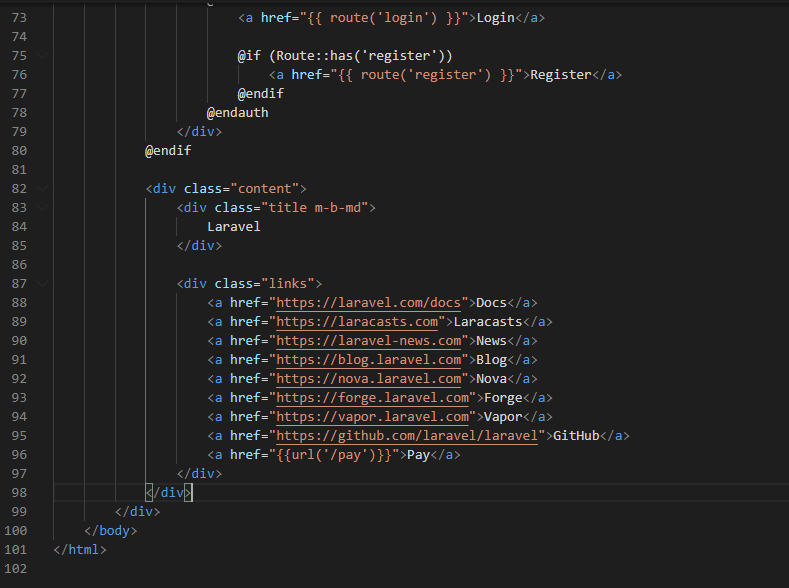 73 <a href="{{ route('login') }}">Login</a>
74
75 @if (Route::has('register'))
76 <a href="{{ route('register') }}">Register</a>
77 @endif
78 @endauth
79 </div>
80 @endif
81
82 <div class="content">
83 <div class="title m-b-md">
84 Laravel
85 </div>
86
87 <div class="links">
88 <a href="https://laravel.com/docs">Docs</a>
89 <a href="https://laracasts.com">Laracasts</a>
90 <a href="https://laravel-news.com">News</a>
91 <a href="https://blog.laravel.com">Blog</a>
92 <a href="https://nova.laravel.com">Nova</a>
93 <a href="https://forge.laravel.com">Forge</a>
94 <a href="https://vapor.laravel.com">Vapor</a>
95 <a href="https://github.com/laravel/laravel">GitHub</a>
96 <a href="{{url('/pay')}}">Pay</a>
97 </div>
98 </div>
99 </div>
100 </body>
101 </html>
102